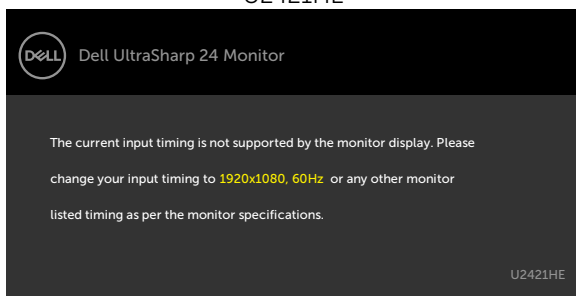 DELL
Dell UltraSharp 24 Monitor
The current input timing is not supported by the monitor display. Please
change your input timing to 1920x1080, 60Hz or any other monitor
listed timing as per the monitor specifications.
U2421HE